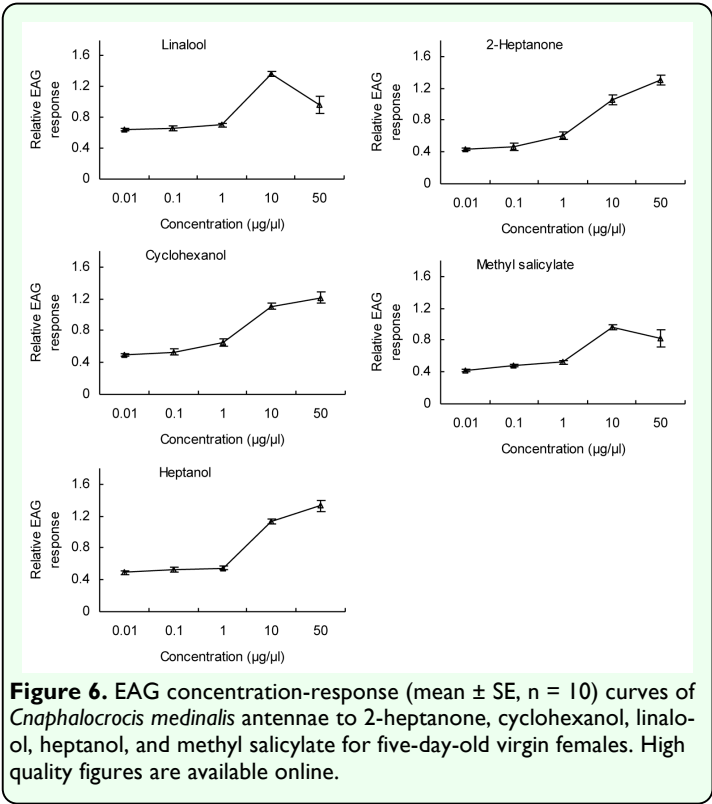 Linalool
1.6
1.2
0.8
0.4
0
Relative EAG
response
0.01 0.1 1 10 50
Concentration (µg/µl)
2-Heptanone
1.6
1.2
0.8
0.4
0
Relative EAG
response
0.01 0.1 1 10 50
Concentration (µg/µl)
Cyclohexanol
1.6
1.2
0.8
0.4
0
Relative EAG
response
0.01 0.1 1 10 50
Concentration (µg/µl)
Methyl salicylate
1.6
1.2
0.8
0.4
0
Relative EAG
response
0.01 0.1 1 10 50
Concentration (µg/µl)
Heptanol
1.6
1.2
0.8
0.4
0
Relative EAG
response
0.01 0.1 1 10 50
Concentration (µg/µl)
Figure 6. EAG concentration-response (mean ± SE, n = 10) curves of
Cnaphalocrocis medinalis antennae to 2-heptanone, cyclohexanol, linalo-
ol, heptanol, and methyl salicylate for five-day-old virgin females. High
quality figures are available online.